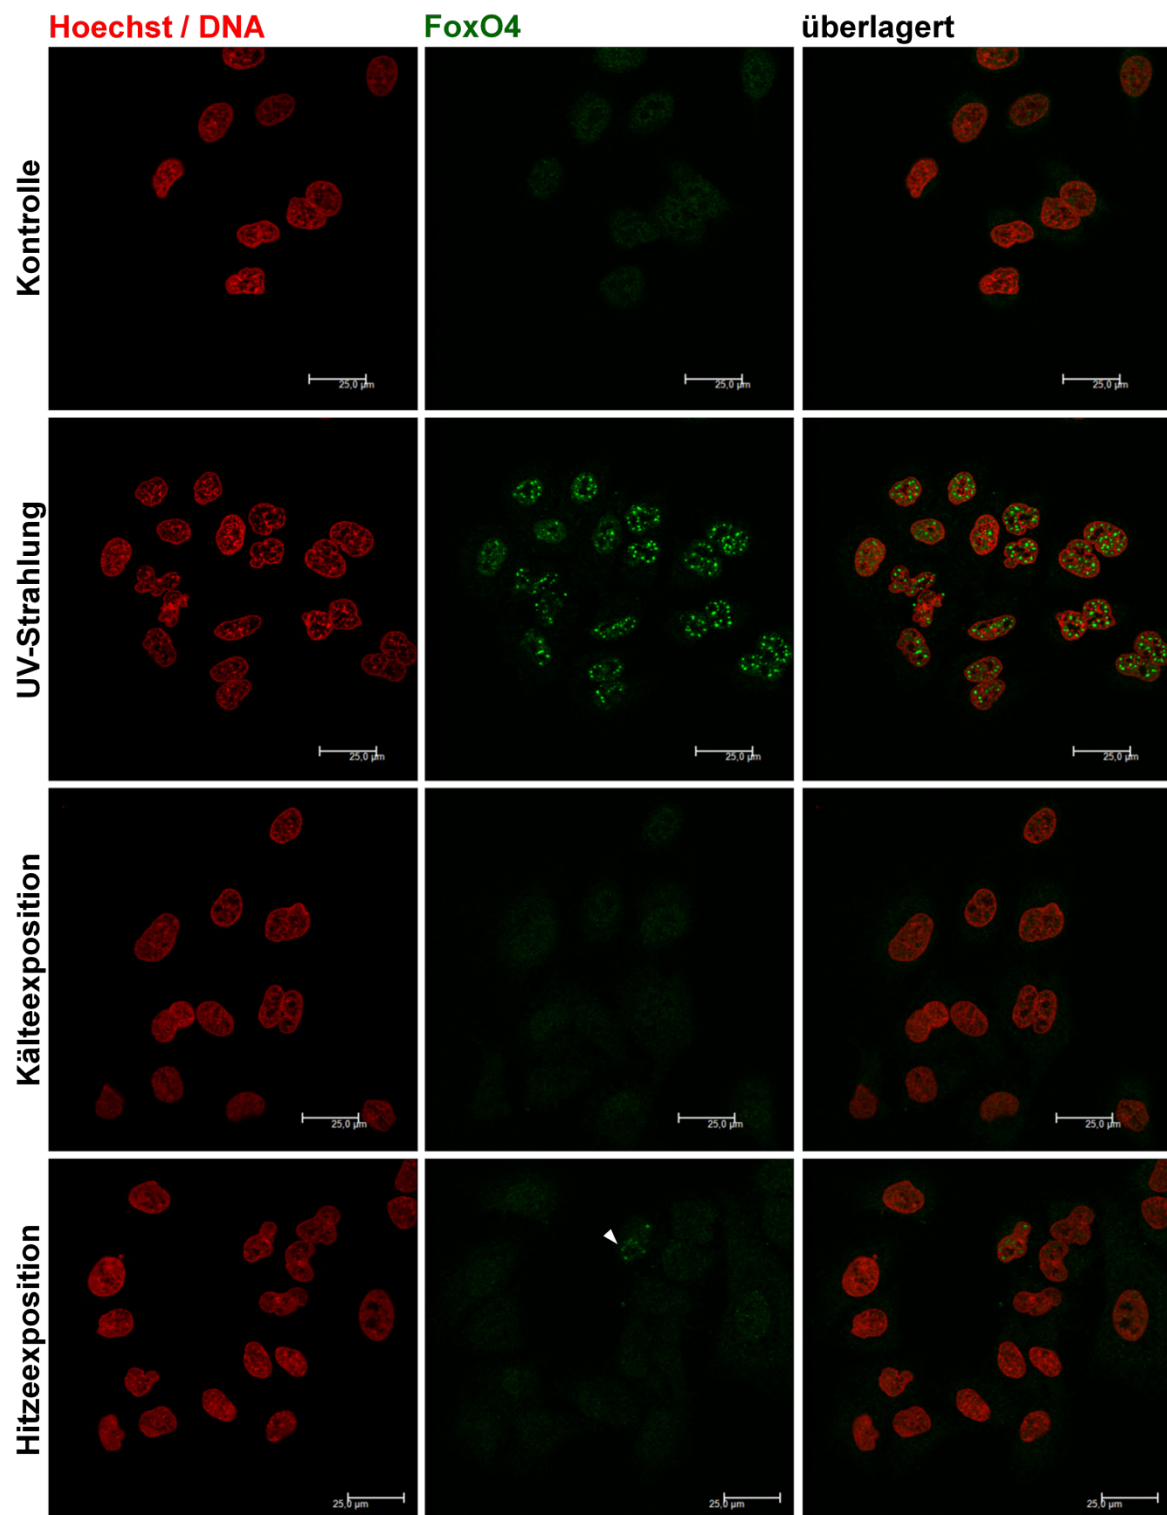 Hoechst / DNA FoxO4 überlagert
Kontrolle
25,0 µm 25,0 µm 25,0 µm
UV-Strahlung
25,0 µm 25,0 µm 25,0 µm
Kälteexposition
25,0 µm 25,0 µm 25,0 µm
Hitzeexposition
25,0 µm 25,0 µm 25,0 µm